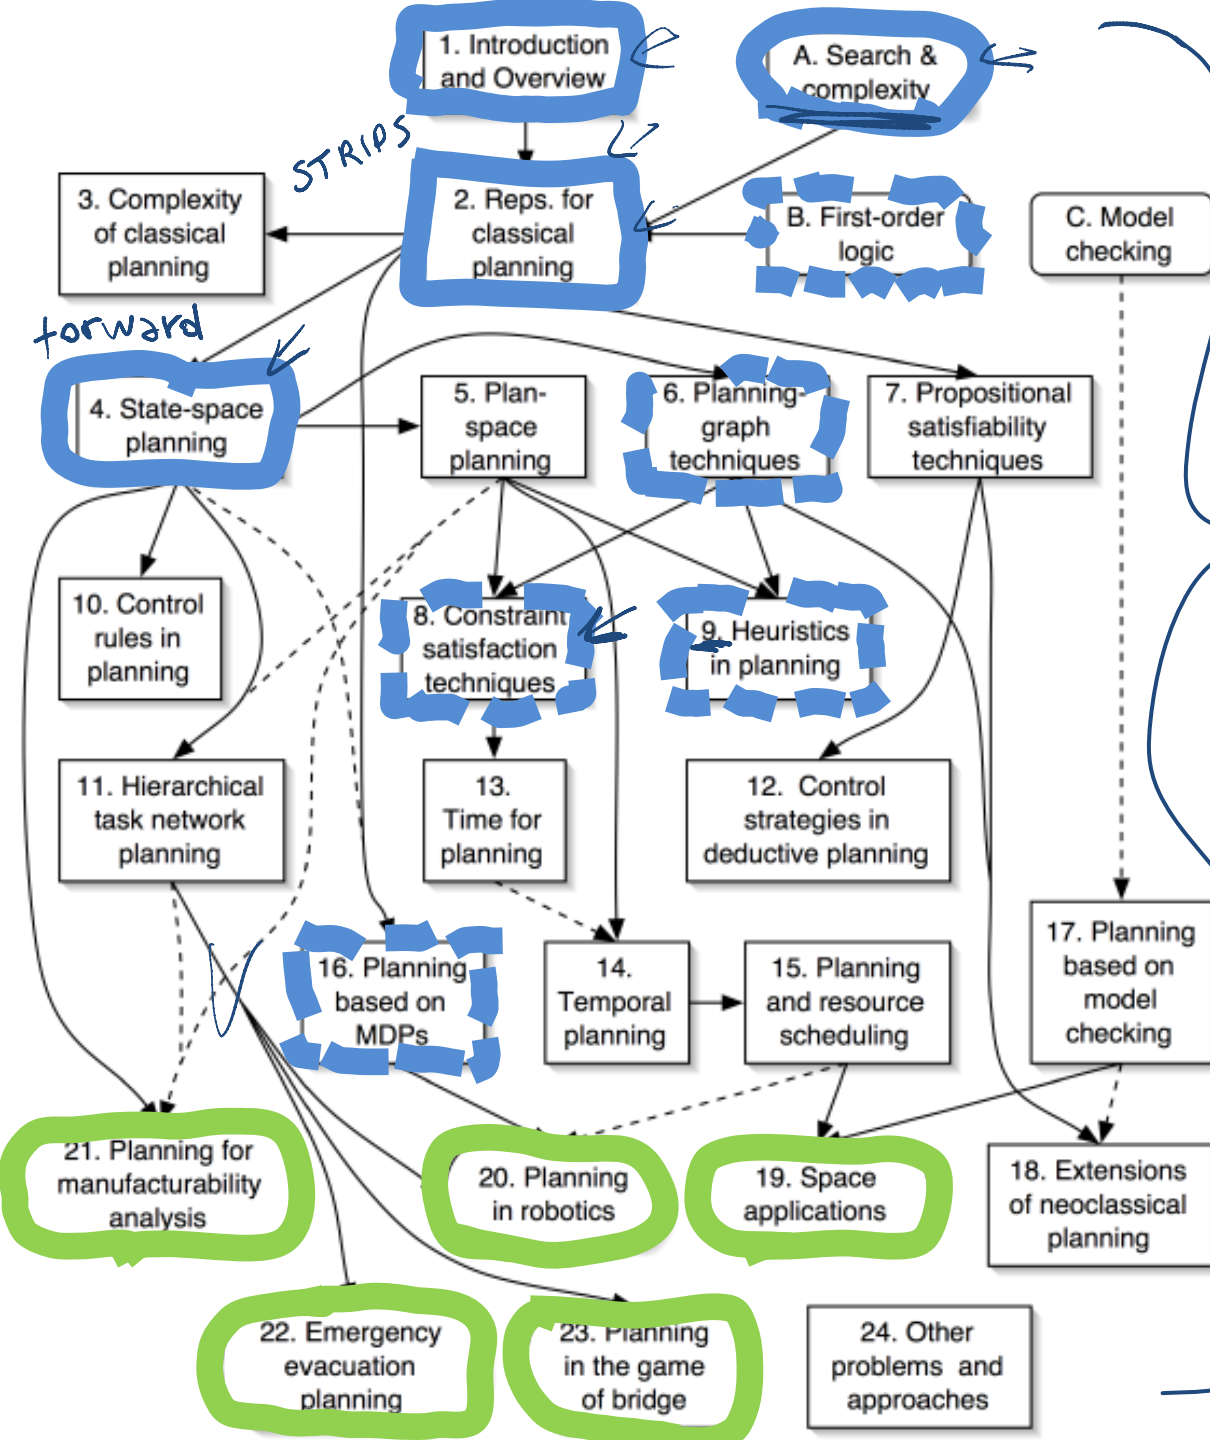 1. Introduction
and Overview
A. Search &
complexity
STRIPS
3. Complexity
of classical
planning
2. Reps. for
classical
planning
B. First-order
logic
C. Model
checking
forward
4. State-space
planning
5. Plan-
space
planning
6. Planning-
graph
techniques
7. Propositional
satisfiability
techniques
10. Control
rules in
planning
8. Constraint
satisfaction
techniques
9. Heuristics
in planning
11. Hierarchical
task network
planning
13.
Time for
planning
12. Control
strategies in
deductive planning
16. Planning
based on
MDPs
14.
Temporal
planning
15. Planning
and resource
scheduling
17. Planning
based on
model
checking
21. Planning for
manufacturability
analysis
20. Planning
in robotics
19. Space
applications
18. Extensions
of neoclassical
planning
22. Emergency
evacuation
planning
23. Planning
in the game
of bridge
24. Other
problems and
approaches